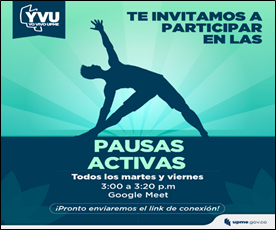 YVU
YO VIVO UPME
TE INVITAMOS A
PARTICIPAR
EN LAS
PAUSAS
ACTIVAS
Todos los martes y viernes
3:00 a 3:20 p.m
Google Meet
¡Pronto enviaremos el link de conexión!
upme.gov.co